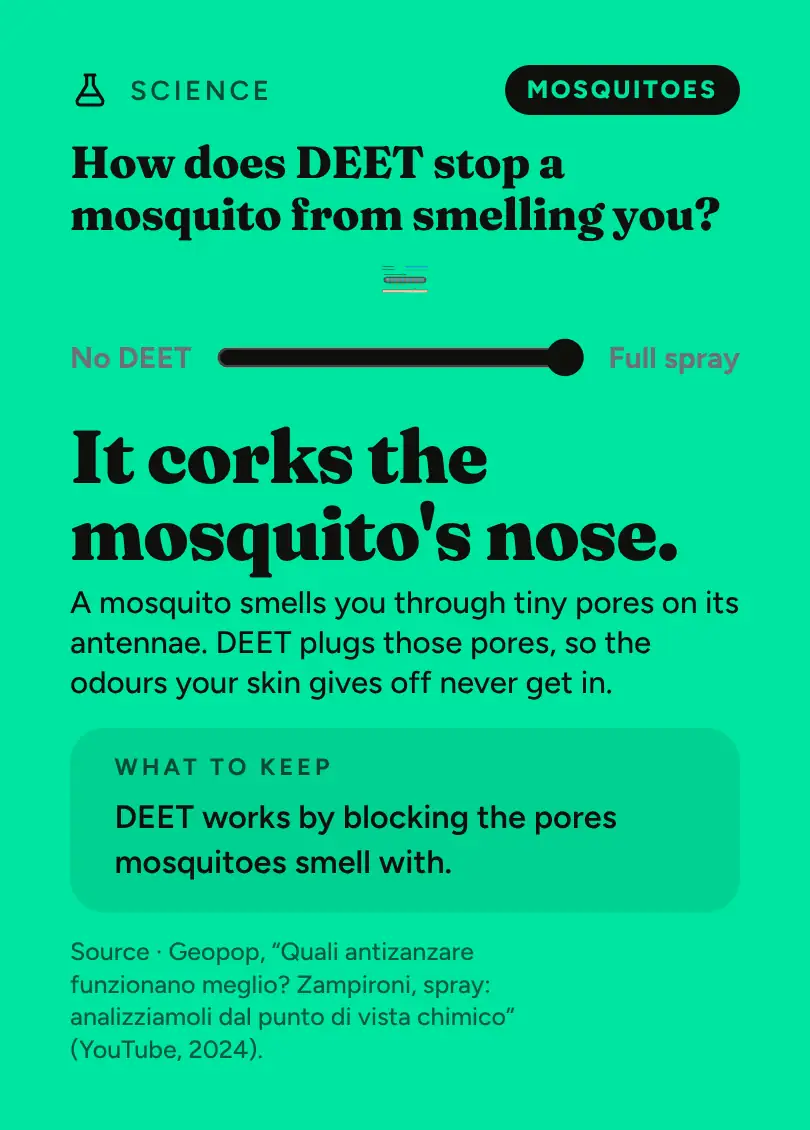 SCIENCE
MOSQUITOES
How does DEET stop a
mosquito from smelling you?
No DEET
Full spray
It corks the
mosquito's nose.
A mosquito smells you through tiny pores on its
antennae. DEET plugs those pores, so the
odours your skin gives off never get in.
WHAT TO KEEP
DEET works by blocking the pores
mosquitoes smell with.
Source · Geopop, “Quali antizanzare
funzionano meglio? Zampironi, spray:
analizziamoli dal punto di vista chimico”
(YouTube, 2024).